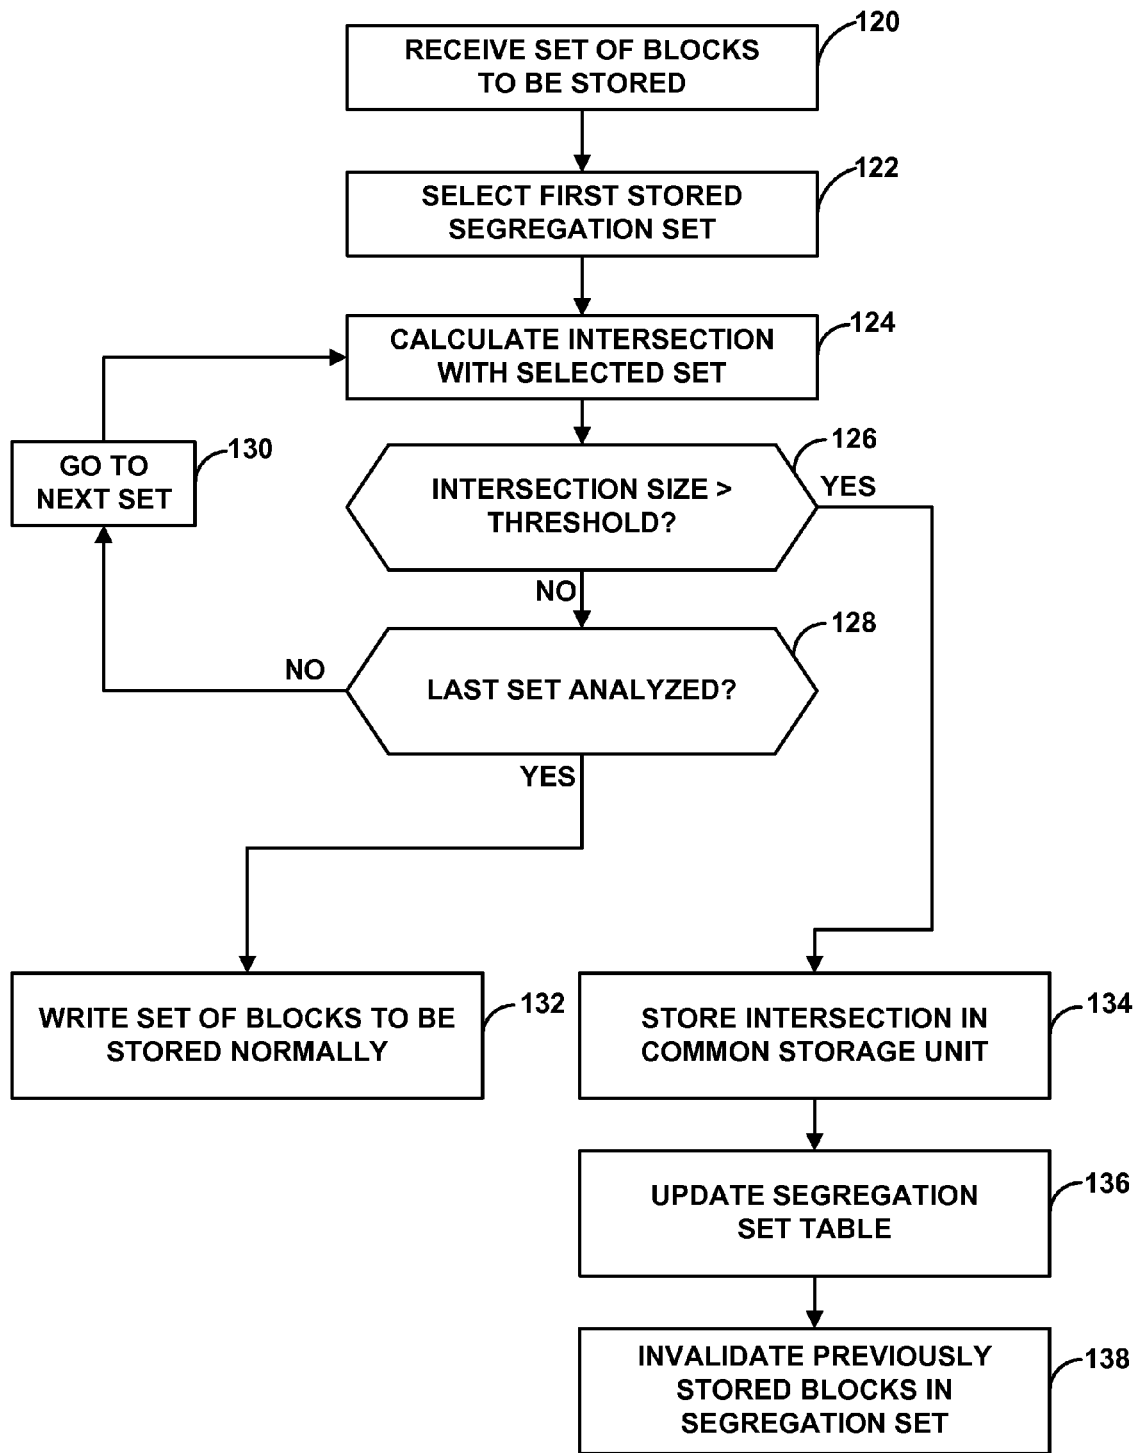 120
RECEIVE SET OF BLOCKS
TO BE STORED
122
SELECT FIRST STORED
SEGREGATION SET
124
CALCULATE INTERSECTION
WITH SELECTED SET
130
GO TO
NEXT SET
126
INTERSECTION SIZE >
THRESHOLD?
YES
NO
128
LAST SET ANALYZED?
NO
YES
132
WRITE SET OF BLOCKS TO BE
STORED NORMALLY
134
STORE INTERSECTION IN
COMMON STORAGE UNIT
136
UPDATE SEGREGATION
SET TABLE
138
INVALIDATE PREVIOUSLY
STORED BLOCKS IN
SEGREGATION SET